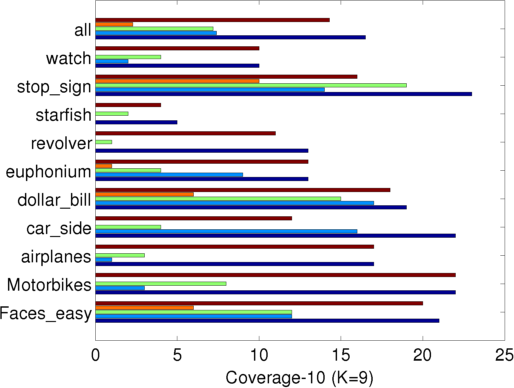 all
watch
stop_sign
starfish
revolver
euphonium
dollar_bill
car_side
airplanes
Motorbikes
Faces_easy
0 5 10 15 20 25
Coverage-10 (K=9)